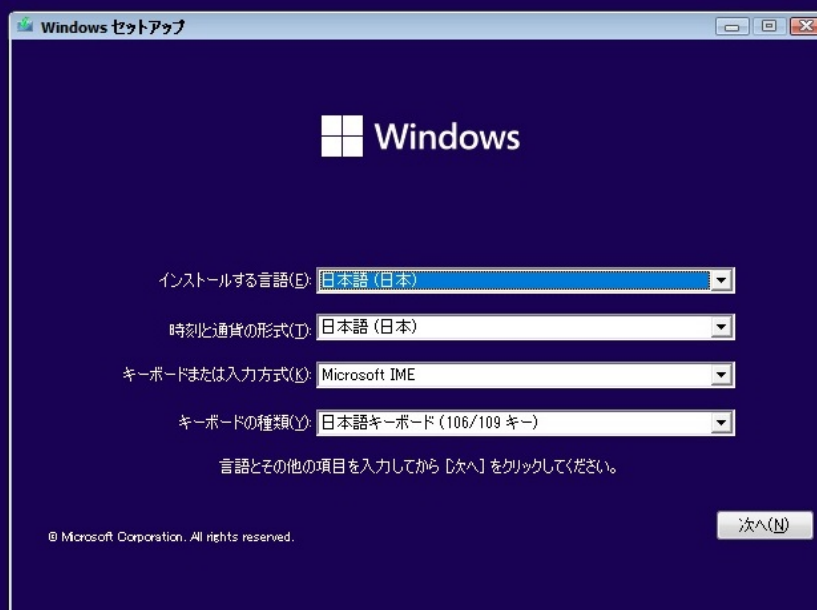 Windows セットアップ
Windows
インストールする言語(E): 日本語 (日本)
時刻と通貨の形式(T): 日本語 (日本)
キーボードまたは入力方式(K): Microsoft IME
キーボードの種類(Y): 日本語キーボード (106/109 キー)
言語とその他の項目を入力してから [次へ] をクリックしてください。
© Microsoft Corporation. All rights reserved.
次へ(N)